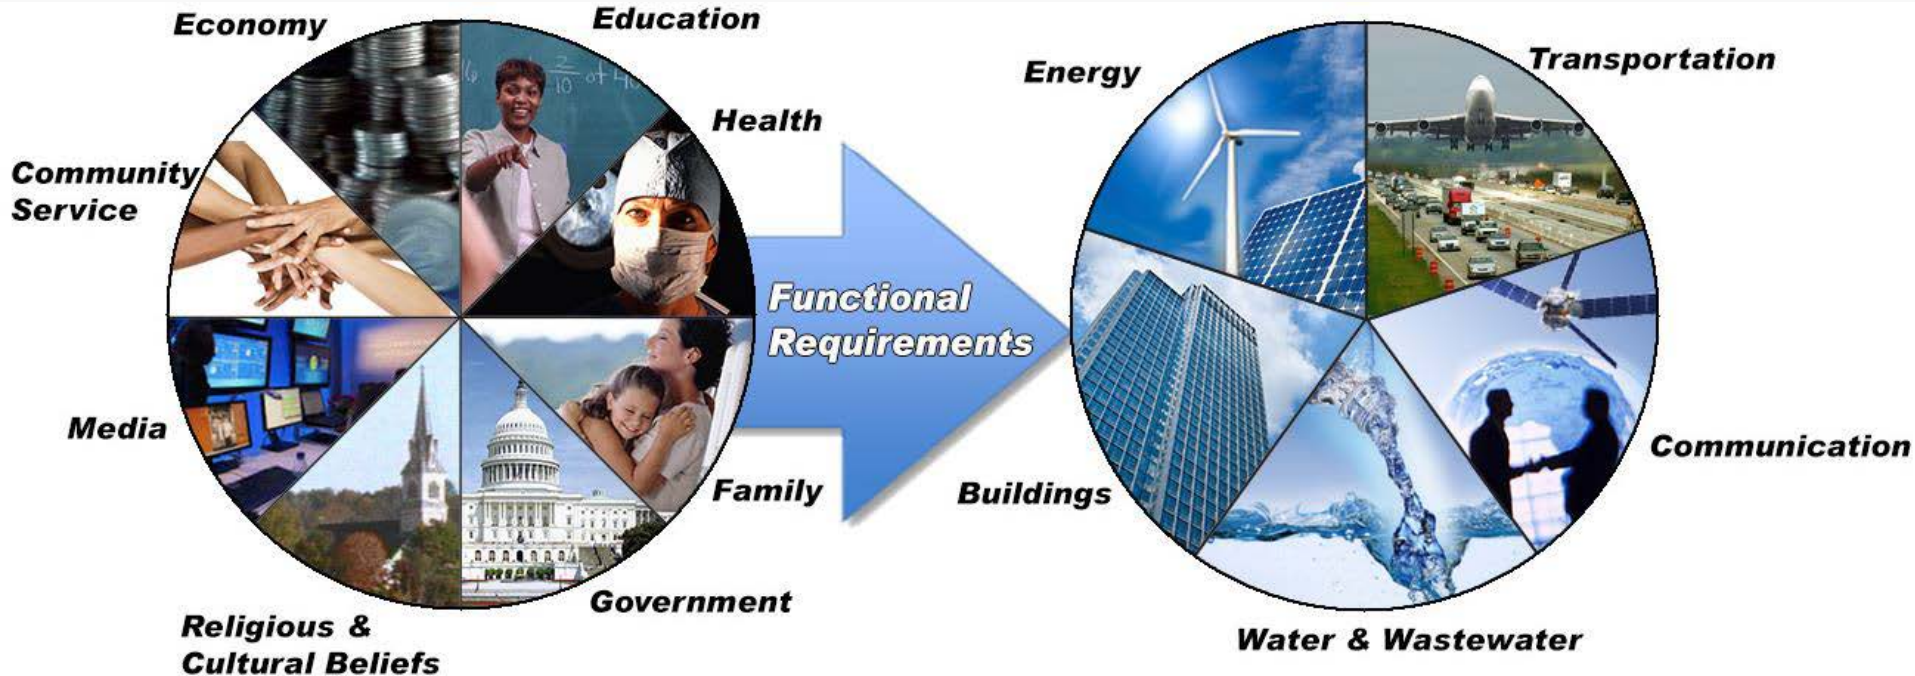 Economy
Education
Health
Community
Service
Media
Family
Government
Religious &
Cultural Beliefs
Functional
Requirements
Energy
Transportation
Buildings
Communication
Water & Wastewater